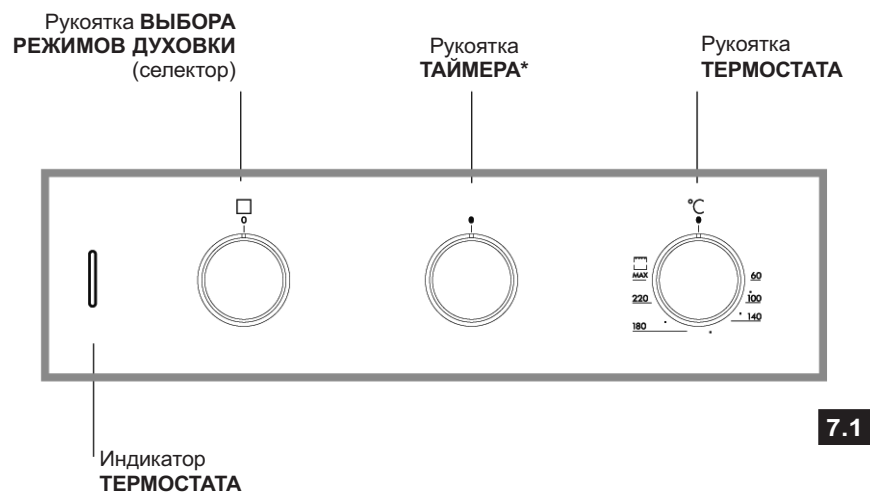 Рукоятка ВЫБОРА
РЕЖИМОВ ДУХОВКИ
(селектор)
Рукоятка
ТАЙМЕРА*
Рукоятка
ТЕРМОСТАТА
0
°C
MAX
60
220
100
140
180
7.1
Индикатор
ТЕРМОСТАТА